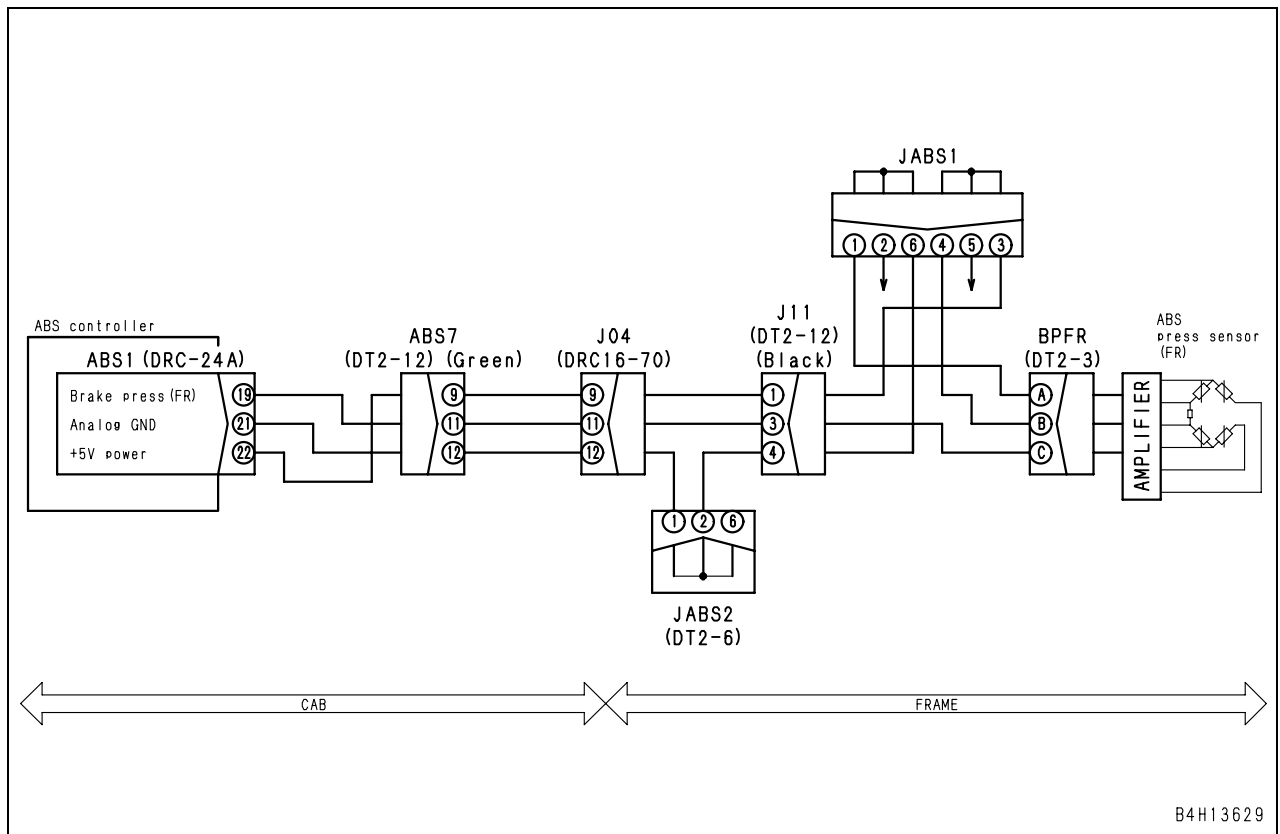 JABS1
1 2 6 4 5 3
ABS controller
ABS1 (DRC-24A)
Brake press (FR) 19
Analog GND 21
+5V power 22
ABS7
(DT2-12) (Green)
9
11
12
J04
(DRC16-70)
9
11
12
J11
(DT2-12)
(Black)
1
3
4
BPFR
(DT2-3)
A
B
C
ABS
press sensor
(FR)
AMPLIFIER
1 2 6
JABS2
(DT2-6)
CAB
FRAME
B4H13629